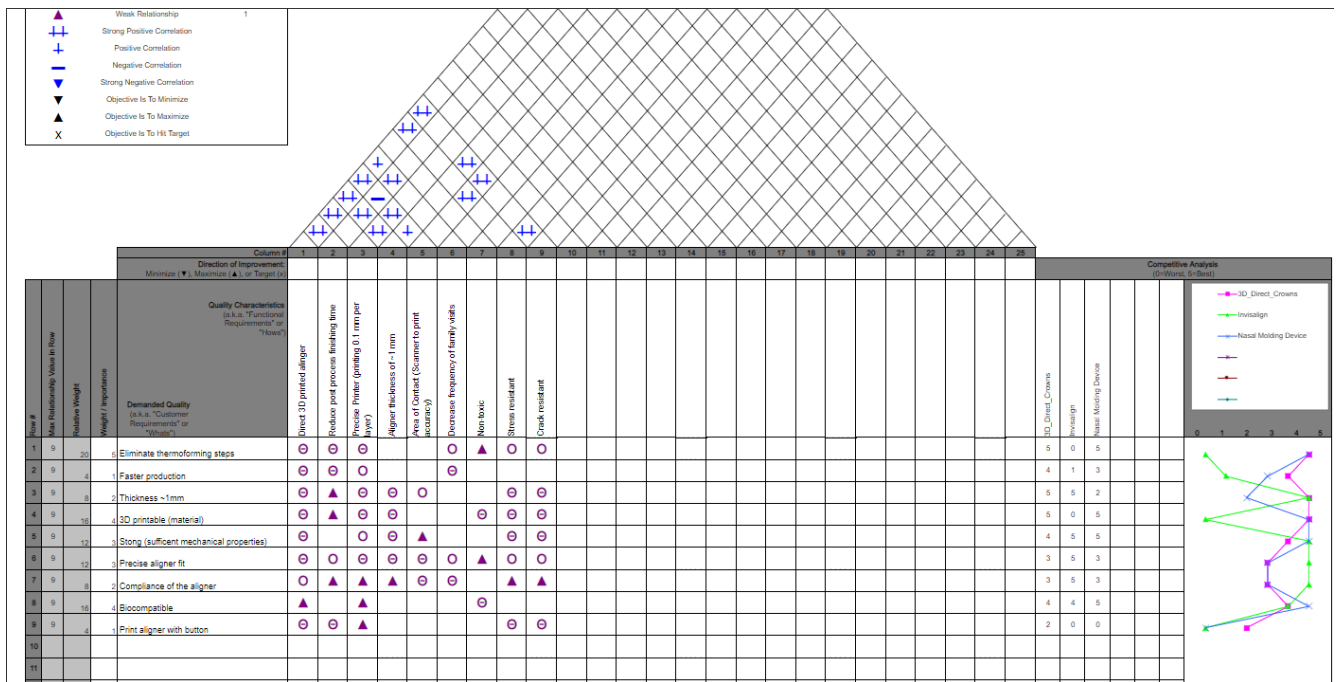 ▲ Weak Relationship 1
Strong Positive Correlation
Positive Correlation
Negative Correlation
▼ Strong Negative Correlation
▼ Objective Is To Minimize
▲ Objective Is To Maximize
X Objective Is To Hit Target
Column # 1 2 3 4 5 6 7 8 9 10 11 12 13 14 15 16 17 18 19 20 21 22 23 24 25
Direction of Improvement:
Minimize (▼), Maximize (▲), or Target (x)
Competitive Analysis
(0=Worst, 5=Best)
Row #
Max Relationship Value in Row
Relative Weight
Weight / Importance
Quality Characteristics
(a.k.a. "Functional
Requirements" or
"Hows")
Demanded Quality
(a.k.a. "Customer
Requirements" or
"Whats")
Direct 3D printed alinger
Reduce post process finishing time
Precise Printer (printing 0.1 mm per
layer)
Aligner thickness of ~1 mm
Area of Contact (Scanner to print
accuracy)
Decrease frequency of family visits
Non-toxic
Stress resistant
Crack resistant
3D_Direct_Crowns
Invisalign
Nasal Molding Device
3D_Direct_Crowns
Invisalign
Nasal Molding Device
0 1 2 3 4 5
1 9 20 5 Eliminate thermoforming steps Θ Θ Θ Ο ▲ Ο Ο 5 0 5
2 9 4 1 Faster production Θ Θ Ο Θ 4 1 3
3 9 8 2 Thickness ~1mm Θ ▲ Θ Θ Ο Θ Θ 5 5 2
4 9 16 4 3D printable (material) Θ ▲ Θ Θ Θ Θ Θ 5 0 5
5 9 12 3 Stong (sufficent mechanical properties) Θ Ο Θ ▲ Θ Θ 4 5 5
6 9 12 3 Precise aligner fit Θ Ο Θ Θ Θ Ο ▲ Ο Ο 3 5 3
7 9 8 2 Compliance of the aligner Ο ▲ ▲ ▲ Θ Θ ▲ ▲ 3 5 3
8 9 16 4 Biocompatible ▲ ▲ Θ 4 4 5
9 9 4 1 Print aligner with button Θ Θ ▲ Θ Θ 2 0 0
10
11